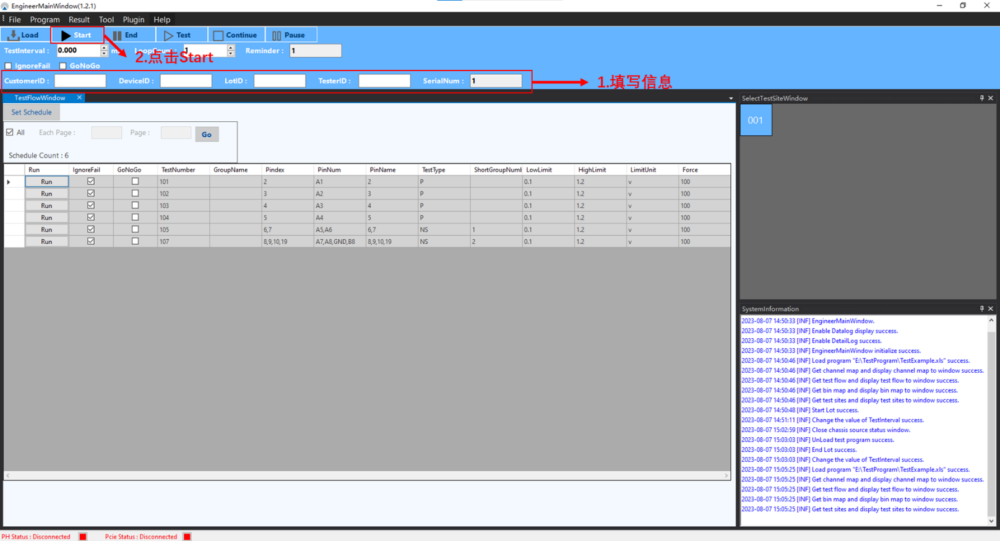 EngineerMainWindow(1.2.1)
File Program Result Tool Plugin Help
Load Start End Test Continue Pause
TestInterval : 0.000 LoopCount : 1 Reminder : 1
2.点击Start
IgnoreFail GoNoGo
CustomerID : DeviceID : LotID : TesterID : SerialNum : 1
1.填写信息
TestFlowWindow
Set Schedule
All Each Page : Page : Go
Schedule Count : 6
Run IgnoreFail GoNoGo TestNumber GroupName Pindex PinNum PinName TestType ShortGroupNumb LowLimit HighLimit LimitUnit Force
Run 101 2 A1 2 P 0.1 1.2 v 100
Run 102 3 A2 3 P 0.1 1.2 v 100
Run 103 4 A3 4 P 0.1 1.2 v 100
Run 104 5 A4 5 P 0.1 1.2 v 100
Run 105 6,7 A5,A6 6,7 NS 1 0.1 1.2 v 100
Run 107 8,9,10,19 A7,A8,GND,B8 8,9,10,19 NS 2 0.1 1.2 v 100
SelectTestSiteWindow
001
SystemInformation
2023-08-07 14:50:33 [INF] EngineerMainWindow.
2023-08-07 14:50:33 [INF] Enable Datalog display success.
2023-08-07 14:50:33 [INF] Enable DetailLog success.
2023-08-07 14:50:33 [INF] EngineerMainWindow initialize success.
2023-08-07 14:50:46 [INF] Load program "E:\TestProgram\TestExample.xls" success.
2023-08-07 14:50:46 [INF] Get channel map and display channel map to window success.
2023-08-07 14:50:46 [INF] Get test flow and display test flow to window success.
2023-08-07 14:50:46 [INF] Get bin map and display bin map to window success.
2023-08-07 14:50:46 [INF] Get test sites and display test sites to window success.
2023-08-07 14:50:48 [INF] Start Lot success.
2023-08-07 14:51:11 [INF] Change the value of TestInterval success.
2023-08-07 15:02:59 [INF] Close chassis source status window.
2023-08-07 15:03:03 [INF] UnLoad test program success.
2023-08-07 15:03:03 [INF] End Lot success.
2023-08-07 15:03:03 [INF] Change the value of TestInterval success.
2023-08-07 15:05:25 [INF] Load program "E:\TestProgram\TestExample.xls" success.
2023-08-07 15:05:25 [INF] Get channel map and display channel map to window success.
2023-08-07 15:05:25 [INF] Get test flow and display test flow to window success.
2023-08-07 15:05:25 [INF] Get bin map and display bin map to window success.
2023-08-07 15:05:25 [INF] Get test sites and display test sites to window success.
PH Status : Disconnected Pcie Status : Disconnected